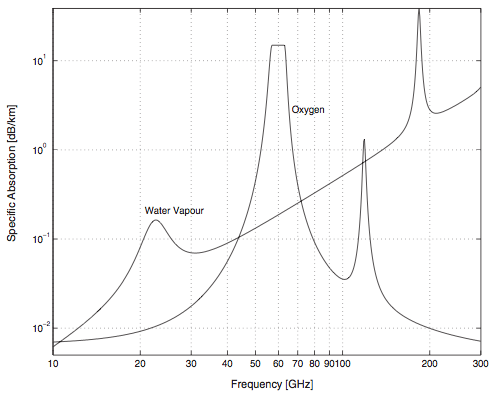 10¹
10⁰
10⁻¹
10⁻²
Specific Absorption [dB/km]
Oxygen
Water Vapour
10 20 30 40 50 60 70 80 90 100 200 300
Frequency [GHz]